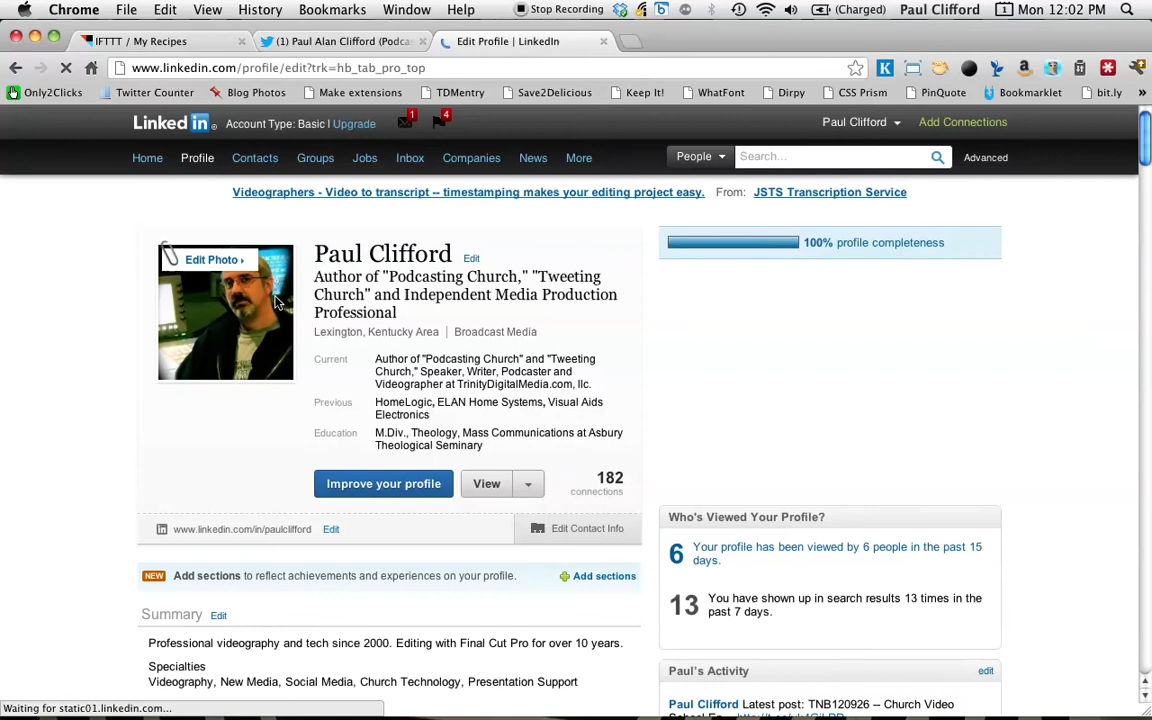 Chrome File Edit View History Bookmarks Window Help Stop Recording (Charged) Paul Clifford 1 Mon 12:02 PM
IFTTT / My Recipes (1) Paul Alan Clifford (Podcas Edit Profile | LinkedIn
www.linkedin.com/profile/edit?trk=hb_tab_pro_top
Only2Clicks Twitter Counter Blog Photos Make extensions TDMentry Save2Delicious Keep It! WhatFont Dirpy CSS Prism PinQuote Bookmarklet bit.ly
Linked in Account Type: Basic | Upgrade 1 4 Paul Clifford Add Connections
Home Profile Contacts Groups Jobs Inbox Companies News More People Search... Advanced
Videographers - Video to transcript -- timestamping makes your editing project easy. From: JSTS Transcription Service
Edit Photo ›
Paul Clifford Edit
Author of "Podcasting Church," "Tweeting
Church" and Independent Media Production
Professional
Lexington, Kentucky Area | Broadcast Media
Current Author of "Podcasting Church" and "Tweeting
Church," Speaker, Writer, Podcaster and
Videographer at TrinityDigitalMedia.com, llc.
Previous HomeLogic, ELAN Home Systems, Visual Aids
Electronics
Education M.Div., Theology, Mass Communications at Asbury
Theological Seminary
Improve your profile View 182
connections
www.linkedin.com/in/paulclifford Edit Edit Contact Info
NEW Add sections to reflect achievements and experiences on your profile. Add sections
Summary Edit
Professional videography and tech since 2000. Editing with Final Cut Pro for over 10 years.
Specialties
Videography, New Media, Social Media, Church Technology, Presentation Support
100% profile completeness
Who's Viewed Your Profile?
6 Your profile has been viewed by 6 people in the past 15
days.
13 You have shown up in search results 13 times in the
past 7 days.
Paul's Activity edit
Paul Clifford Latest post: TNB120926 -- Church Video
Waiting for static01.linkedin.com...